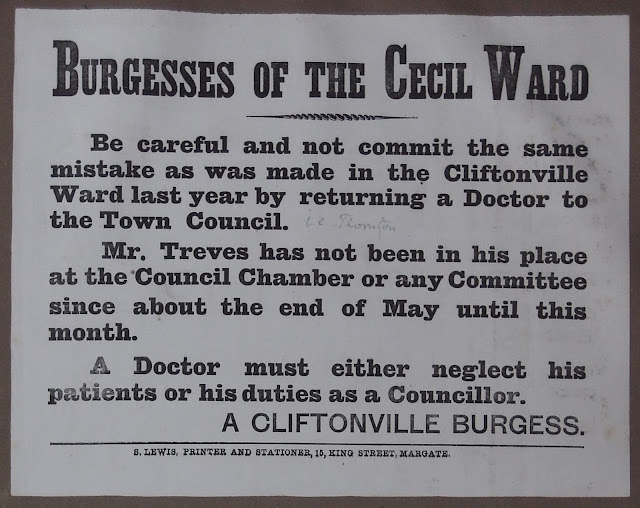 BURGESSES OF THE CECIL WARD
Be careful and not commit the same
mistake as was made in the Cliftonville
Ward last year by returning a Doctor to
the Town Council. i e Thornton
Mr. Treves has not been in his place
at the Council Chamber or any Committee
since about the end of May until this
month.
A Doctor must either neglect his
patients or his duties as a Councillor.
A CLIFTONVILLE BURGESS.
S. LEWIS, PRINTER AND STATIONER, 15, KING STREET, MARGATE.